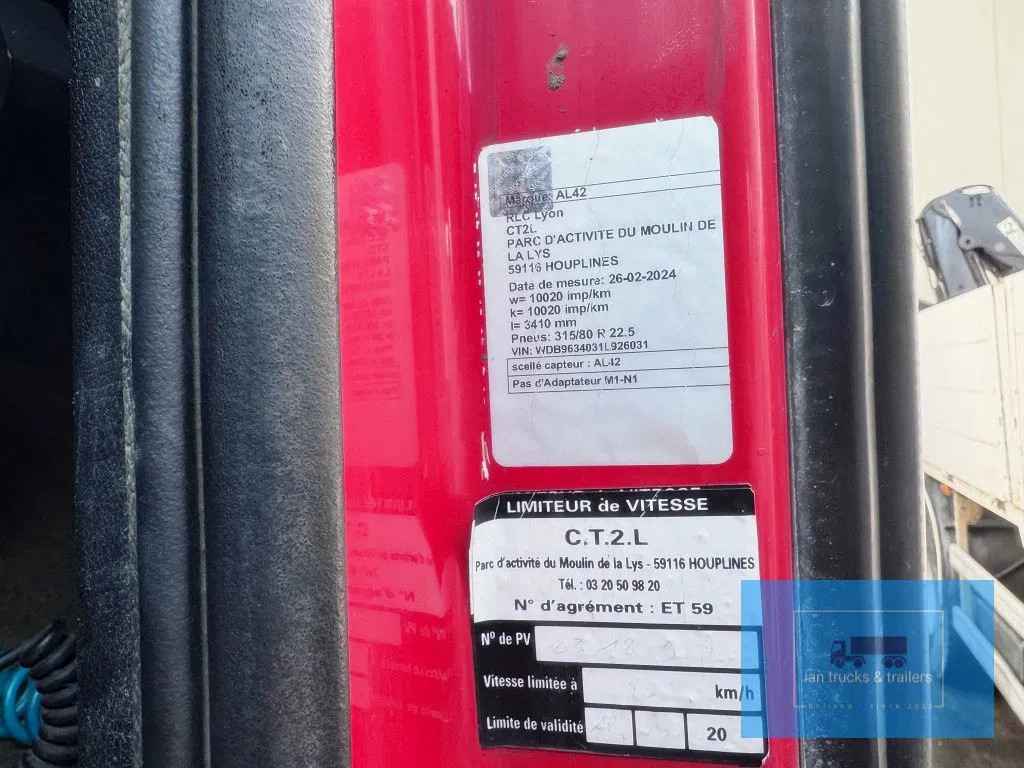 Marque: AL42
RLC Lyon
CT2L
PARC D'ACTIVITE DU MOULIN DE
LA LYS
59116 HOUPLINES
Date de mesure: 26-02-2024
w= 10020 imp/km
k= 10020 imp/km
l= 3410 mm
Pneus: 315/80 R 22.5
VIN: WDB9634031L926031
scellé capteur : AL42
Pas d'Adaptateur M1-N1
LIMITEUR de VITESSE
C.T.2.L
Parc d'activité du Moulin de la Lys - 59116 HOUPLINES
Tél. : 03 20 50 98 20
N° d'agrément : ET 59
N° de PV
Vitesse limitée à km/h
Limite de validité 20
jan trucks & trailers